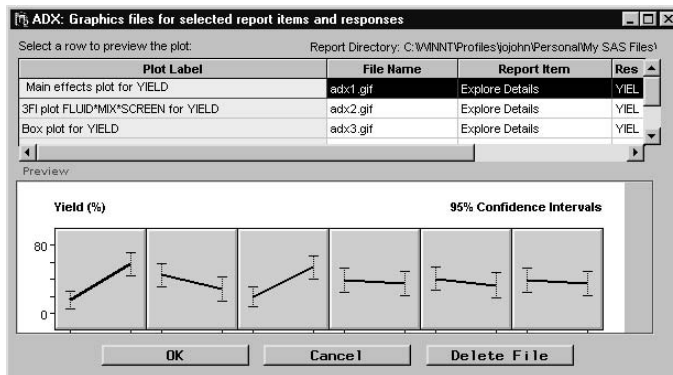 ADX: Graphics files for selected report items and responses
Select a row to preview the plot: Report Directory: C:\WINNT\Profiles\jojohn\Personal\My SAS Files\
Plot Label File Name Report Item Res
Main effects plot for YIELD adx1.gif Explore Details YIEL
3FI plot FLUID*MIX*SCREEN for YIELD adx2.gif Explore Details YIEL
Box plot for YIELD adx3.gif Explore Details YIEL
Preview
Yield (%) 95% Confidence Intervals
80
0
OK Cancel Delete File